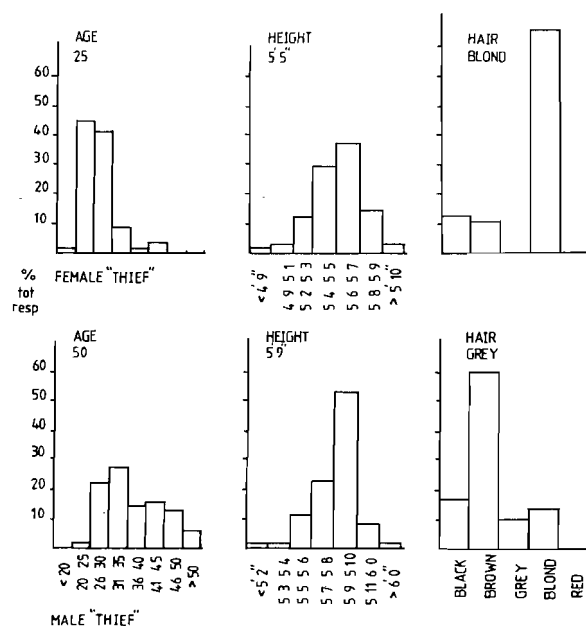 AGE
25
HEIGHT
5'5"
HAIR
BLOND
60
50
40
30
20
10
%
tot
resp
FEMALE "THIEF"
<4'9"
4 9 5 1
5 2 5 3
5 4 5 5
5 6 5 7
5 8 5 9
>5'10"
AGE
50
HEIGHT
5'9"
HAIR
GREY
60
50
40
30
20
10
<20
20 25
26 30
31 35
36 40
41 45
46 50
>50
<5'2"
5 3 5 4
5 5 5 6
5 7 5 8
5 9 5 10
5 11 6 0
>6'0"
BLACK
BROWN
GREY
BLOND
RED
MALE "THIEF"